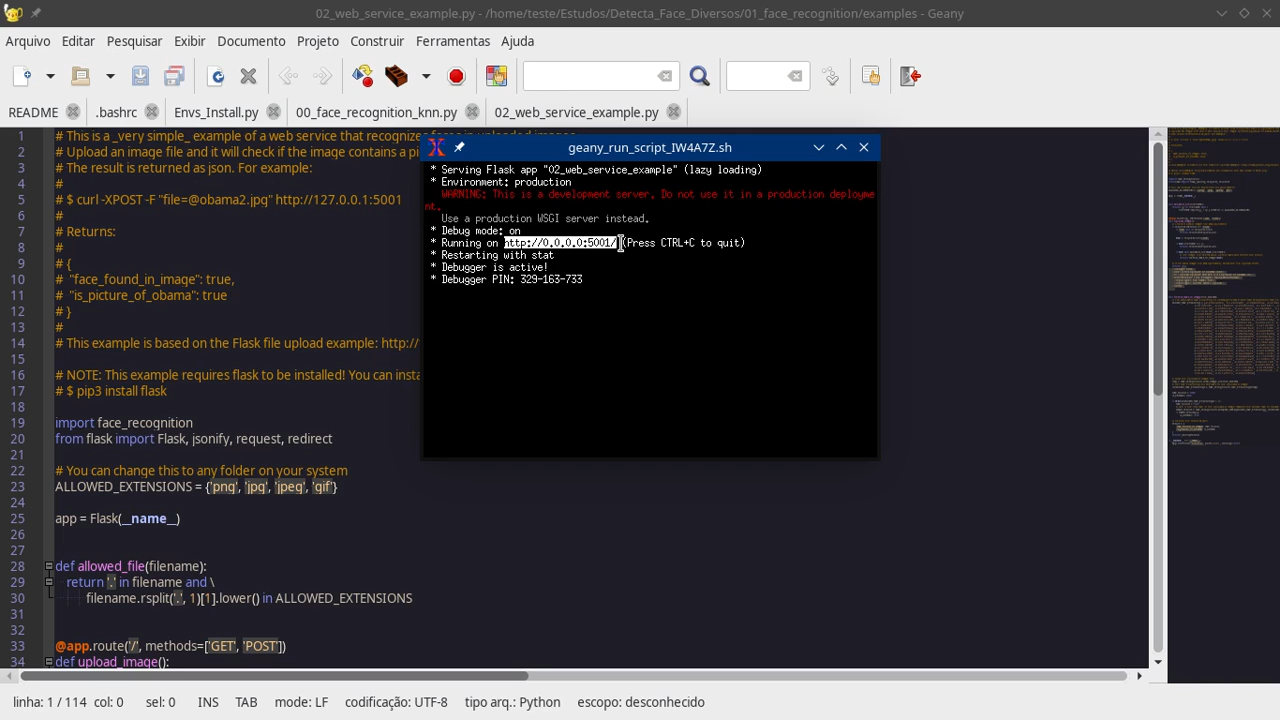 02_web_service_example.py - /home/teste/Estudos/Detecta_Face_Diversos/01_face_recognition/examples - Geany
Arquivo Editar Pesquisar Exibir Documento Projeto Construir Ferramentas Ajuda
README .bashrc Envs_Install.py 00_face_recognition_knn.py 02_web_service_example.py
1 # This is a _very simple_ example of a web service that recognizes faces in uploaded images.
2 # Upload an image file and it will check if the image contains a pi
3 # The result is returned as json. For example:
4 #
5 # $ curl -XPOST -F "file=@obama2.jpg" http://127.0.0.1:5001
6 #
7 # Returns:
8 #
9 # {
10 # "face_found_in_image": true,
11 # "is_picture_of_obama": true
12 # }
13 #
14 # This example is based on the Flask file upload example: http://
15
16 # NOTE: This example requires flask to be installed! You can insta
17 # $ pip3 install flask
18
19 import face_recognition
20 from flask import Flask, jsonify, request, redirect
21
22 # You can change this to any folder on your system
23 ALLOWED_EXTENSIONS = {'png', 'jpg', 'jpeg', 'gif'}
24
25 app = Flask(__name__)
26
27
28 def allowed_file(filename):
29 return '.' in filename and \
30 filename.rsplit('.', 1)[1].lower() in ALLOWED_EXTENSIONS
31
32
33 @app.route('/', methods=['GET', 'POST'])
34 def upload_image():
geany_run_script_IW4A7Z.sh
* Serving Flask app "02_web_service_example" (lazy loading)
* Environment: production
WARNING: This is a development server. Do not use it in a production deployme
nt.
Use a production WSGI server instead.
* Debug mode: on
* Running on http://0.0.0.0:5001/ (Press CTRL+C to quit)
* Restarting with stat
* Debugger is active!
linha: 1 / 114 col: 0 sel: 0 INS TAB mode: LF codificação: UTF-8 tipo arq.: Python escopo: desconhecido